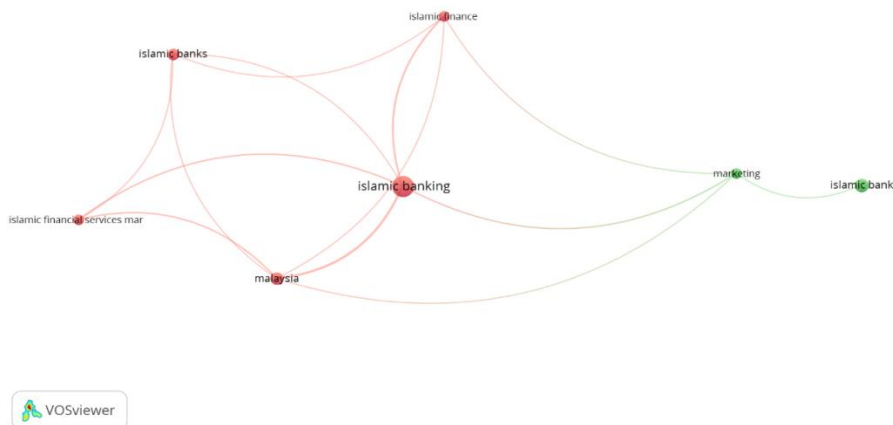 islamic finance
islamic banks
marketing
islamic banking
islamic bank
islamic financial services mar
malaysia
VOSviewer